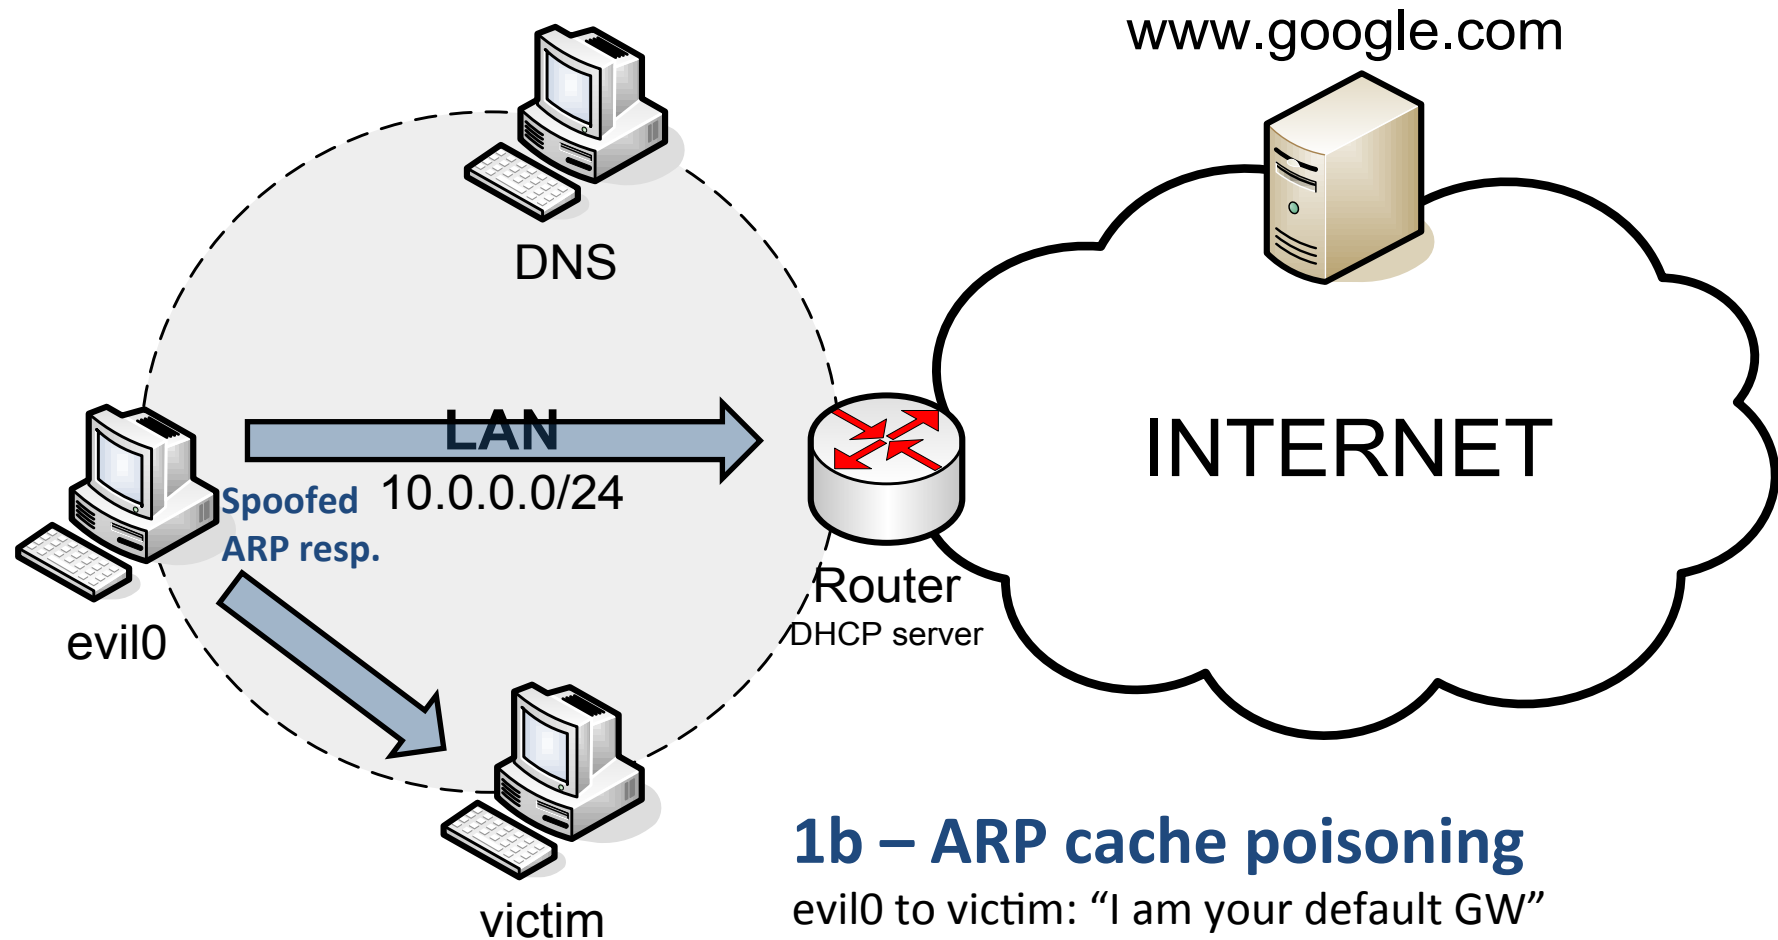 www.google.com
DNS
LAN
10.0.0.0/24
INTERNET
Spoofed
ARP resp.
Router
DHCP server
evil0
victim
1b – ARP cache poisoning
evil0 to victim: “I am your default GW”